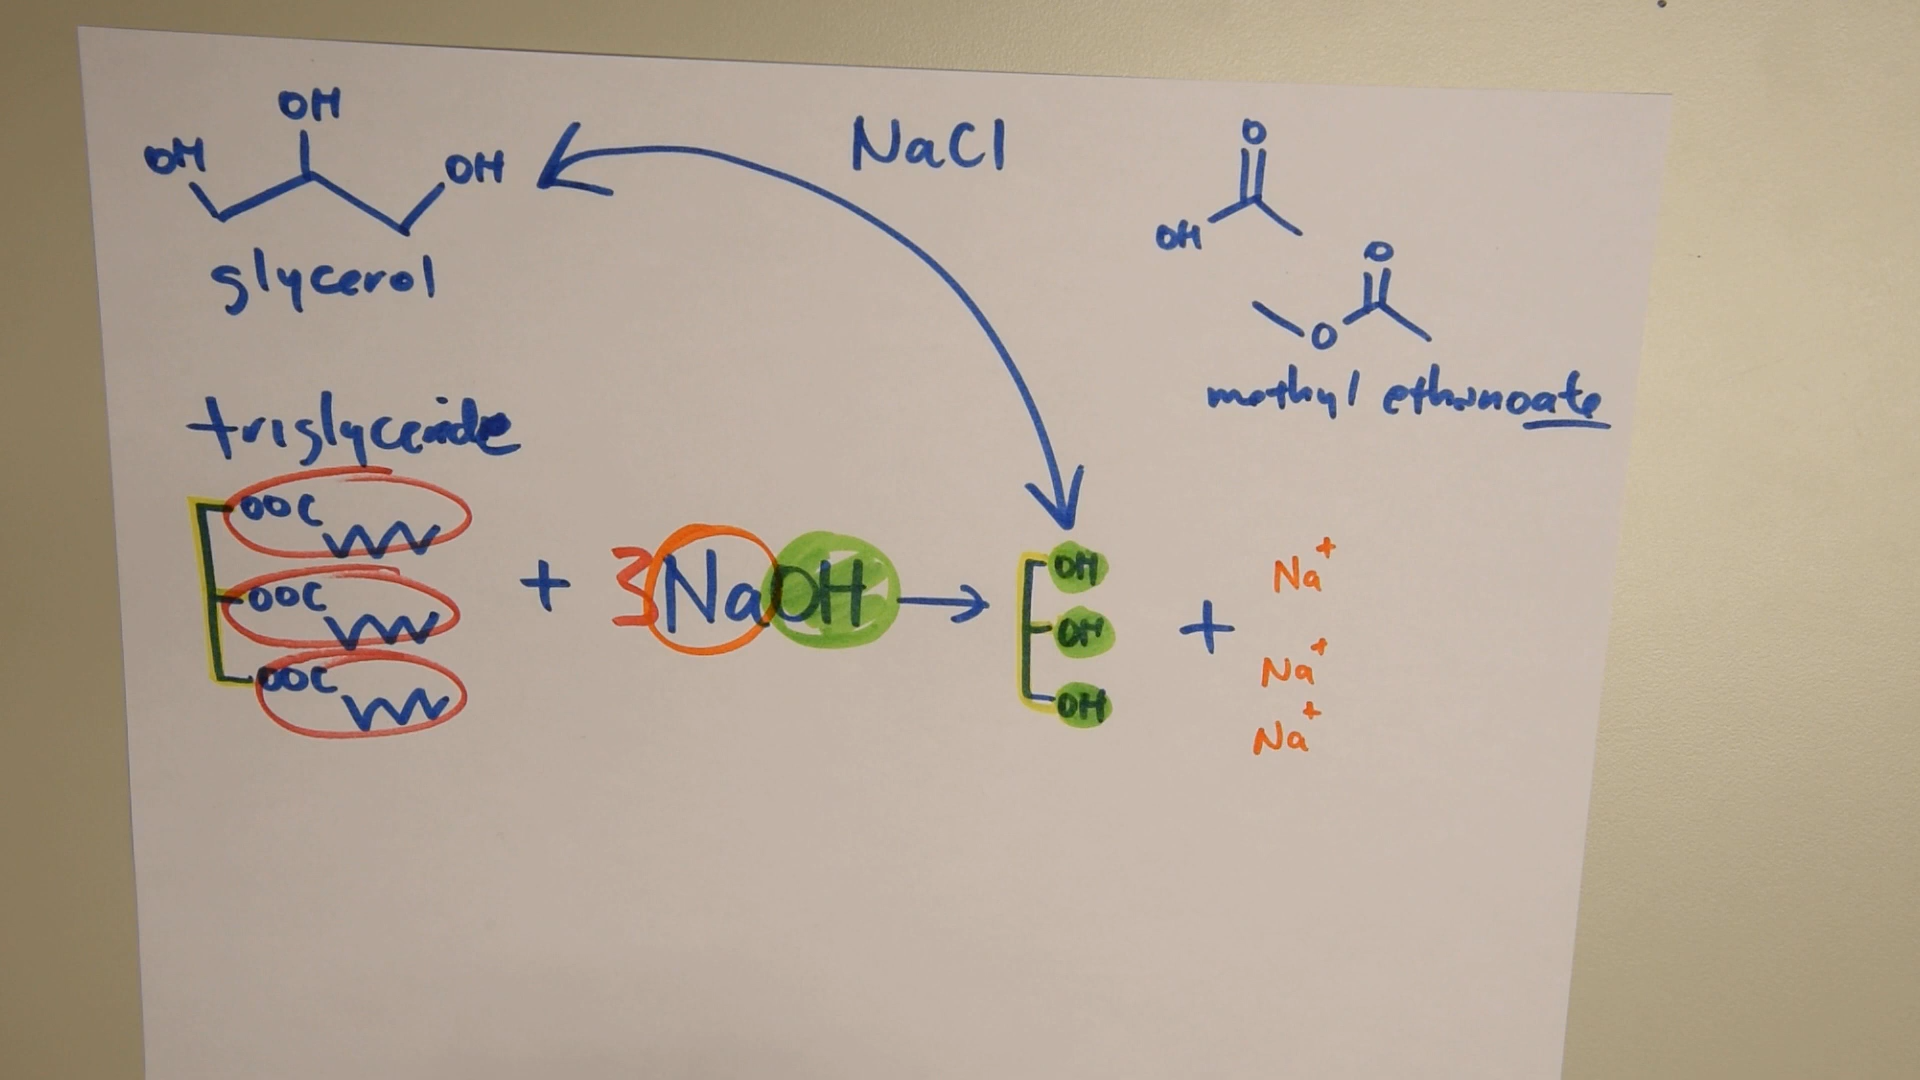 OH
OH
OH
glycerol
NaCl
O
OH
O
O
methyl ethanoate
triglyceride
OOC
OOC
OOC
+ 3NaOH →
OH
OH
OH
+
Na+
Na+
Na+